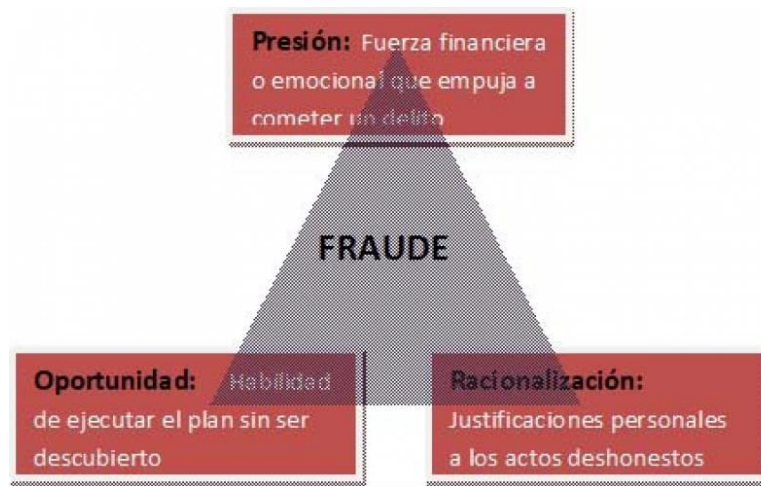 Presión: Fuerza financiera
o emocional que empuja a
cometer un delito
FRAUDE
Oportunidad: Habilidad
de ejecutar el plan sin ser
descubierto
Racionalización:
Justificaciones personales
a los actos deshonestos